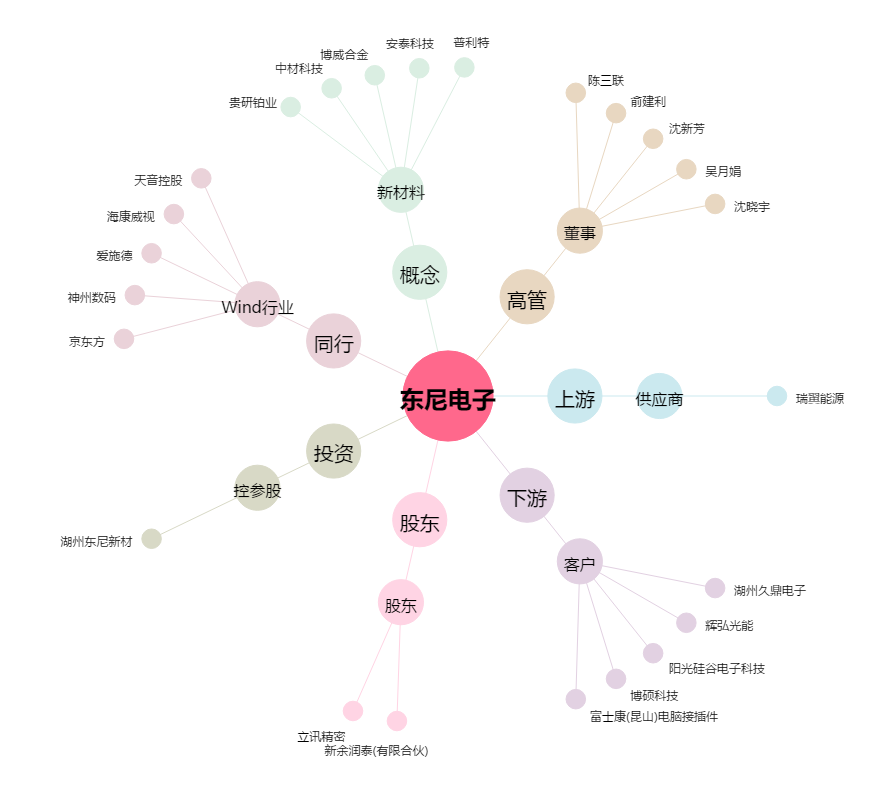 普利特
安泰科技
博威合金
中材科技
贵研铂业
新材料
概念
陈三联
俞建利
沈新芳
吴月娟
沈晓宇
董事
高管
天音控股
海康威视
爱施德
神州数码
京东方
Wind行业
同行
东尼电子
上游
供应商
瑞翌能源
投资
控参股
湖州东尼新材
股东
股东
立讯精密
新余润泰(有限合伙)
下游
客户
湖州久鼎电子
辉弘光能
阳光硅谷电子科技
博硕科技
富士康(昆山)电脑接插件